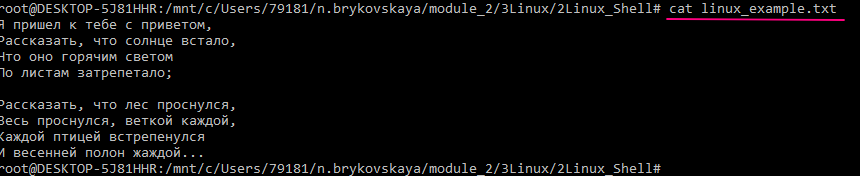 root@DESKTOP-5J81HHR:/mnt/c/Users/79181/n.brykovskaya/module_2/3Linux/2Linux_Shell# cat linux_example.txt
Я пришел к тебе с приветом,
Рассказать, что солнце встало,
Что оно горячим светом
По листам затрепетало;

Рассказать, что лес проснулся,
Весь проснулся, веткой каждой,
Каждой птицей встрепенулся
И весенней полон жаждой...
root@DESKTOP-5J81HHR:/mnt/c/Users/79181/n.brykovskaya/module_2/3Linux/2Linux_Shell#